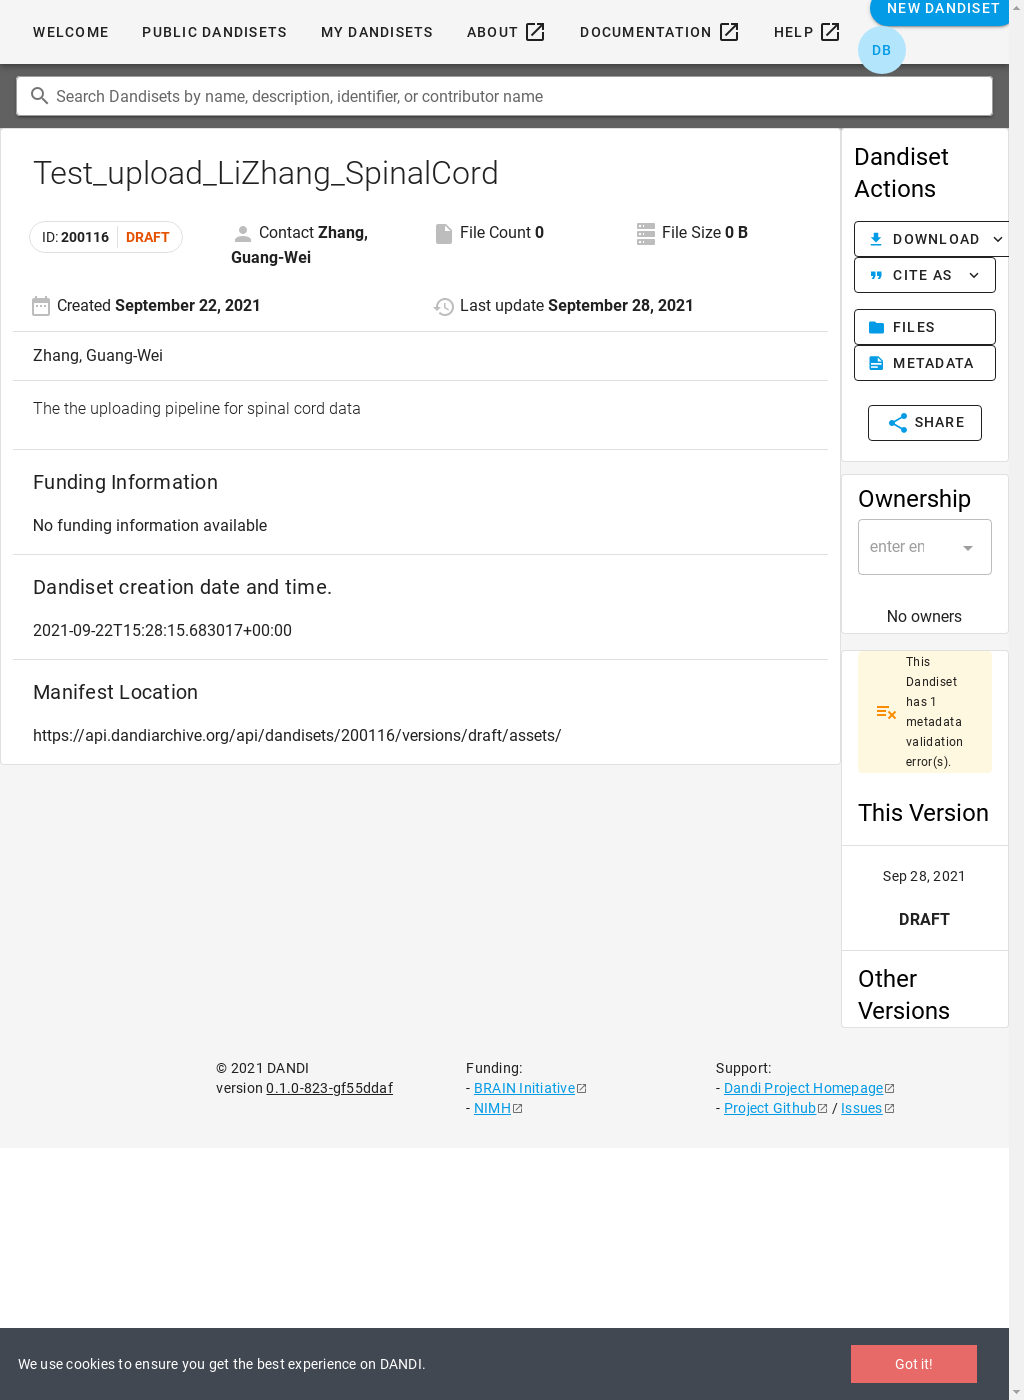 WELCOME PUBLIC DANDISETS MY DANDISETS ABOUT DOCUMENTATION HELP NEW DANDISET
DB
Search Dandisets by name, description, identifier, or contributor name
Test_upload_LiZhang_SpinalCord
ID: 200116 DRAFT
Contact Zhang,
Guang-Wei
File Count 0
File Size 0 B
Created September 22, 2021
Last update September 28, 2021
Zhang, Guang-Wei
The the uploading pipeline for spinal cord data
Funding Information
No funding information available
Dandiset creation date and time.
2021-09-22T15:28:15.683017+00:00
Manifest Location
https://api.dandiarchive.org/api/dandisets/200116/versions/draft/assets/
Dandiset
Actions
DOWNLOAD
CITE AS
FILES
METADATA
SHARE
Ownership
enter en
No owners
This
Dandiset
has 1
metadata
validation
error(s).
This Version
Sep 28, 2021
DRAFT
Other
Versions
© 2021 DANDI
version 0.1.0-823-gf55ddaf
Funding:
- BRAIN Initiative
- NIMH
Support:
- Dandi Project Homepage
- Project Github / Issues
We use cookies to ensure you get the best experience on DANDI.
Got it!